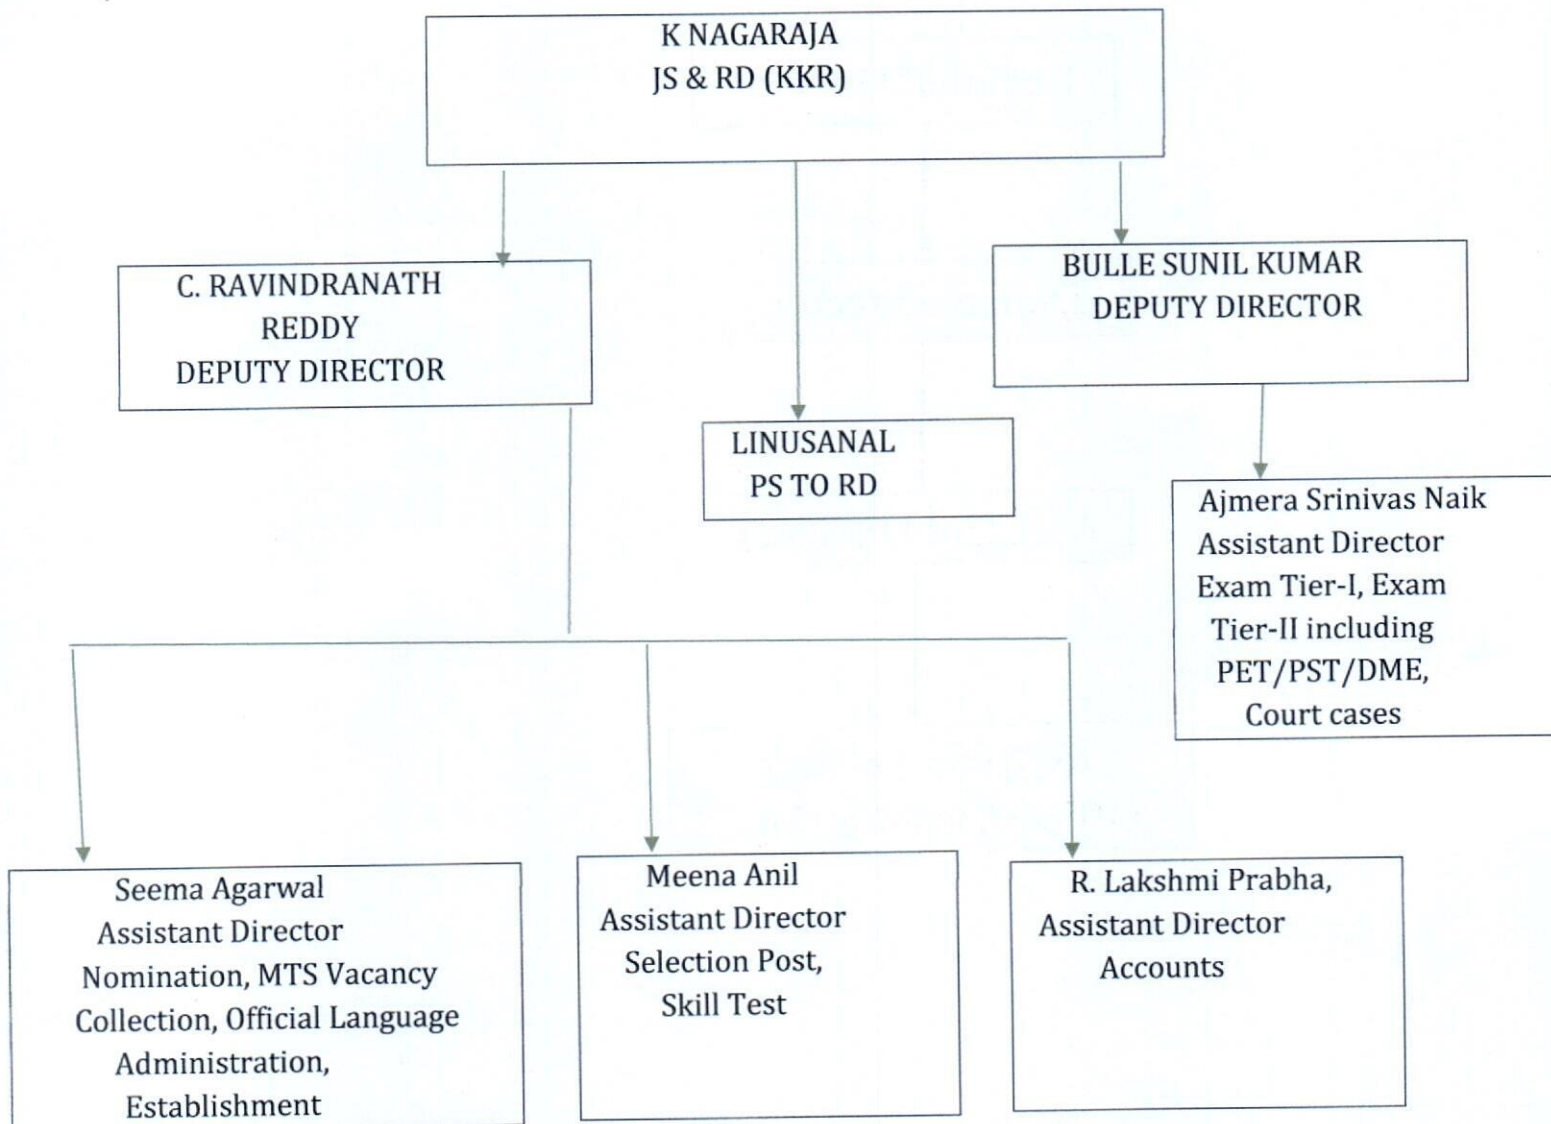 K NAGARAJA
JS & RD (KKR)
C. RAVINDRANATH
REDDY
DEPUTY DIRECTOR
BULLE SUNIL KUMAR
DEPUTY DIRECTOR
LINUSANAL
PS TO RD
Ajmera Srinivas Naik
Assistant Director
Exam Tier-I, Exam
Tier-II including
PET/PST/DME,
Court cases
Seema Agarwal
Assistant Director
Nomination, MTS Vacancy
Collection, Official Language
Administration,
Establishment
Meena Anil
Assistant Director
Selection Post,
Skill Test
R. Lakshmi Prabha,
Assistant Director
Accounts